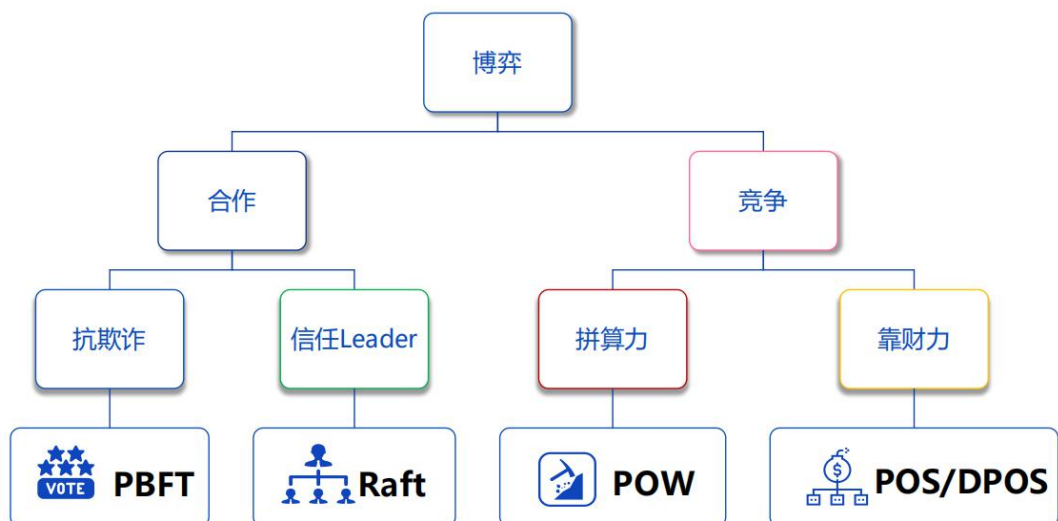 博弈
合作
竞争
抗欺诈
信任Leader
拼算力
靠财力
VOTE
PBFT
Raft
POW
$
POS/DPOS